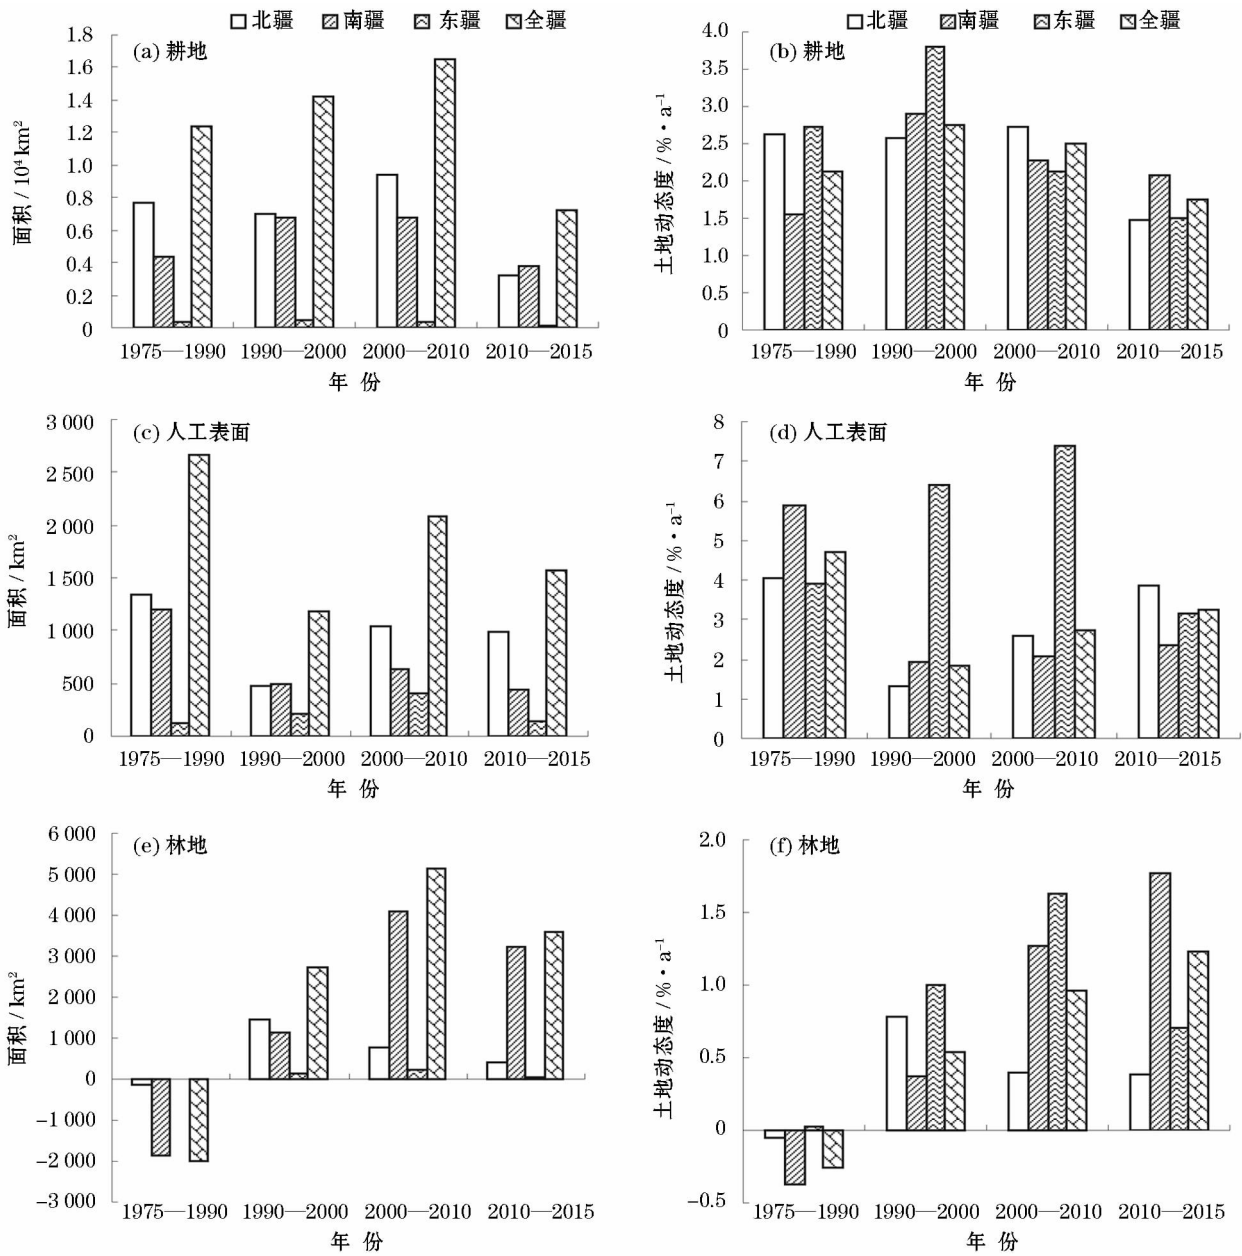 北疆 南疆 东疆 全疆
北疆 南疆 东疆 全疆
(a) 耕地
面积 / 10⁴ km²
1.8
1.6
1.4
1.2
1.0
0.8
0.6
0.4
0.2
0
1975—1990 1990—2000 2000—2010 2010—2015
年 份
(b) 耕地
土地动态度 / % • a⁻¹
4.0
3.5
3.0
2.5
2.0
1.5
1.0
0.5
0
1975—1990 1990—2000 2000—2010 2010—2015
年 份
(c) 人工表面
面积 / km²
3 000
2 500
2 000
1 500
1 000
500
0
1975—1990 1990—2000 2000—2010 2010—2015
年 份
(d) 人工表面
土地动态度 / % • a⁻¹
8
7
6
5
4
3
2
1
0
1975—1990 1990—2000 2000—2010 2010—2015
年 份
(e) 林地
面积 / km²
6 000
5 000
4 000
3 000
2 000
1 000
0
−1 000
−2 000
−3 000
1975—1990 1990—2000 2000—2010 2010—2015
年 份
(f) 林地
土地动态度 / % • a⁻¹
2.0
1.5
1.0
0.5
0
−0.5
1975—1990 1990—2000 2000—2010 2010—2015
年 份